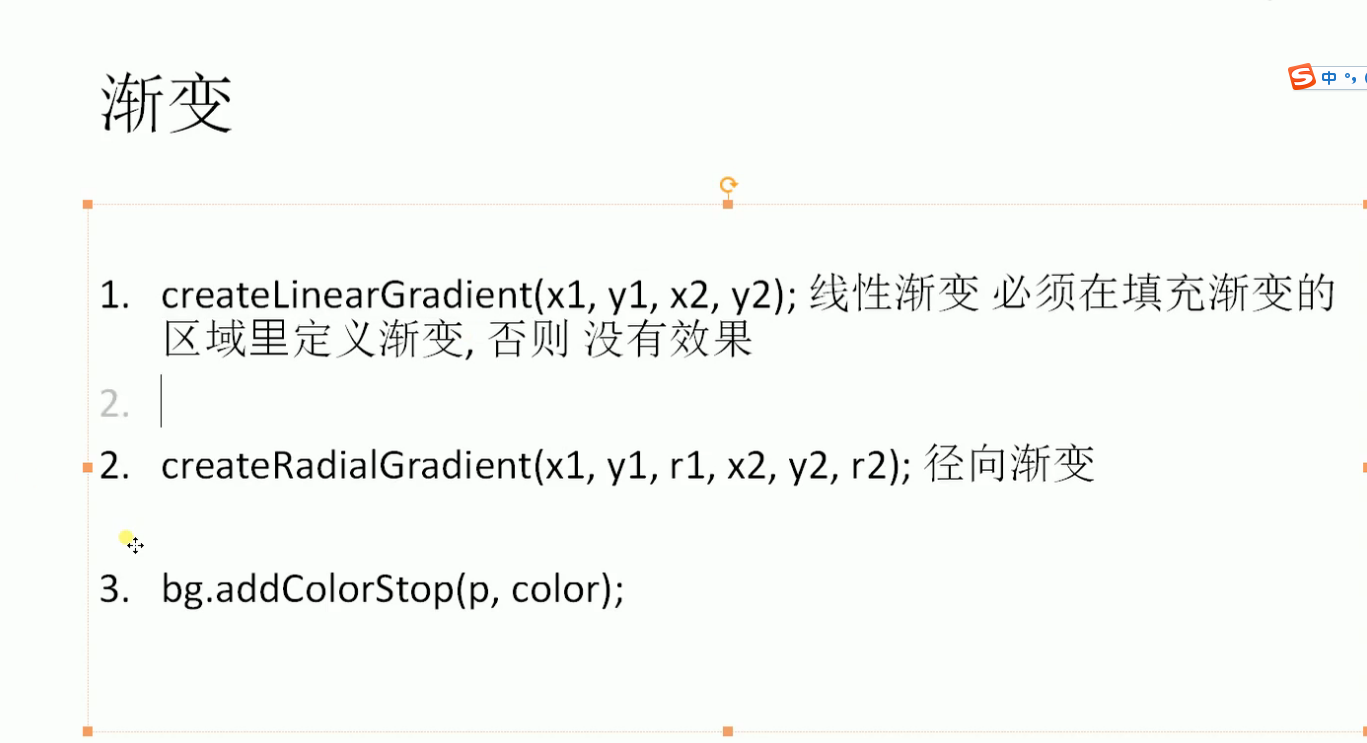 渐变
中 °,
1. createLinearGradient(x1, y1, x2, y2); 线性渐变 必须在填充渐变的
区域里定义渐变, 否则 没有效果
2.
2. createRadialGradient(x1, y1, r1, x2, y2, r2); 径向渐变
3. bg.addColorStop(p, color);